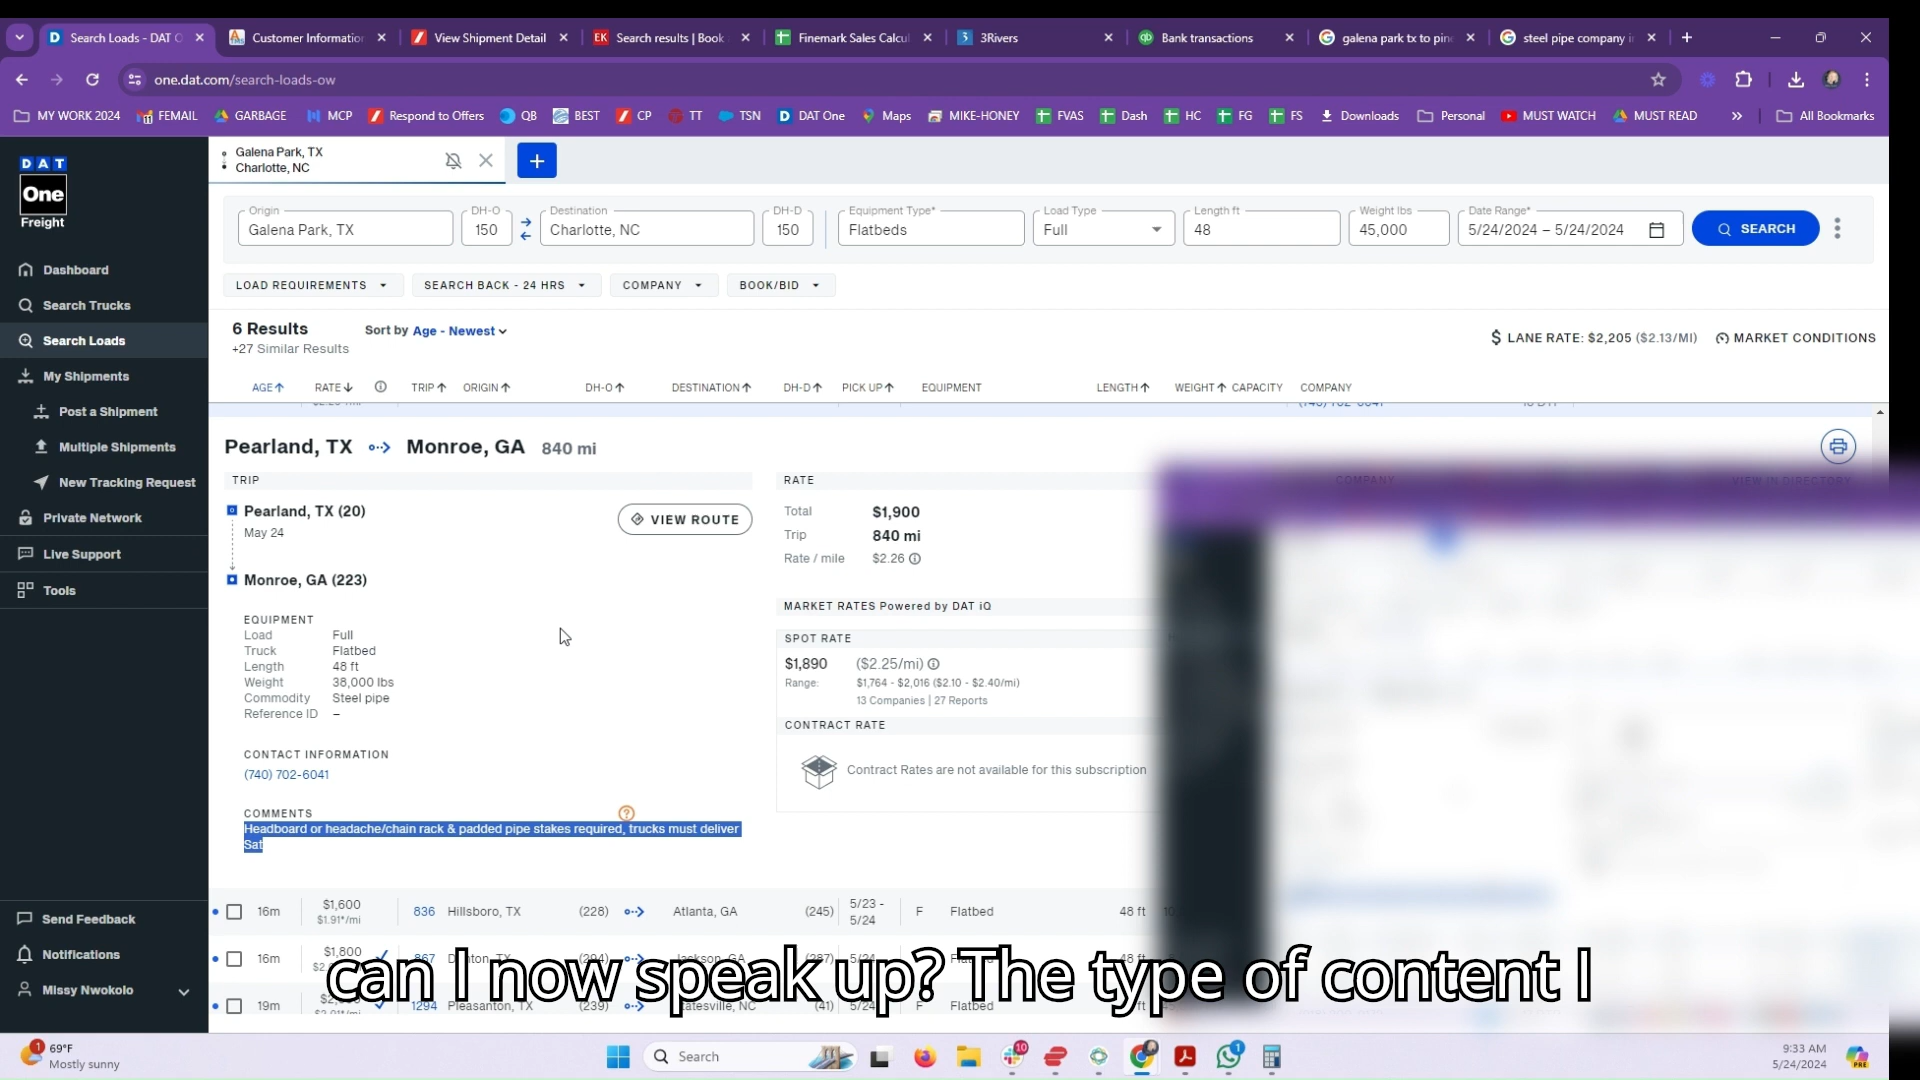 Search Loads - DAT O
Customer Information
View Shipment Detail
EK Search results | Book
Finemark Sales Calcul
3 3Rivers
Bank transactions
galena park tx to pin
steel pipe company i
one.dat.com/search-loads-ow
MY WORK 2024 FEMAIL GARBAGE MCP Respond to Offers QB BEST CP TT TSN DAT One Maps MIKE-HONEY FVAS Dash HC FG FS Downloads Personal MUST WATCH MUST READ All Bookmarks
DAT
One
Freight
Dashboard
Search Trucks
Search Loads
My Shipments
Post a Shipment
Multiple Shipments
New Tracking Request
Private Network
Live Support
Tools
Send Feedback
Notifications
Missy Nwokolo
Galena Park, TX
Charlotte, NC
Origin DH-O Destination DH-D Equipment Type* Load Type Length ft Weight lbs Date Range*
Galena Park, TX 150 Charlotte, NC 150 Flatbeds Full 48 45,000 5/24/2024 – 5/24/2024 SEARCH
LOAD REQUIREMENTS SEARCH BACK - 24 HRS COMPANY BOOK/BID
6 Results Sort by Age - Newest
+27 Similar Results
LANE RATE: $2,205 ($2.13/MI) MARKET CONDITIONS
AGE RATE TRIP ORIGIN DH-O DESTINATION DH-D PICK UP EQUIPMENT LENGTH WEIGHT CAPACITY COMPANY
(740) 702-6041
Pearland, TX Monroe, GA 840 mi
TRIP
Pearland, TX (20)
May 24
VIEW ROUTE
Monroe, GA (223)
EQUIPMENT
Load Full
Truck Flatbed
Length 48 ft
Weight 38,000 lbs
Commodity Steel pipe
Reference ID –
CONTACT INFORMATION
(740) 702-6041
COMMENTS
Headboard or headache/chain rack & padded pipe stakes required, trucks must deliver
Sat
RATE
Total $1,900
Trip 840 mi
Rate / mile $2.26
MARKET RATES Powered by DAT iQ
SPOT RATE
$1,890 ($2.25/mi)
Range: $1,764 - $2,016 ($2.10 - $2.40/mi)
13 Companies | 27 Reports
CONTRACT RATE
Contract Rates are not available for this subscription
COMPANY VIEW IN DIRECTORY
16m $1,600 836 Hillsboro, TX (228) Atlanta, GA (245) 5/23 - F Flatbed 48 ft
$1.91*/mi 5/24
16m $1,800 867
19m 1294 Pleasanton, TX (239) (41) 5/24 F Flatbed
can I now speak up? The type of content I
1 69°F
Mostly sunny
Search
10
1
9:33 AM
5/24/2024
PRE